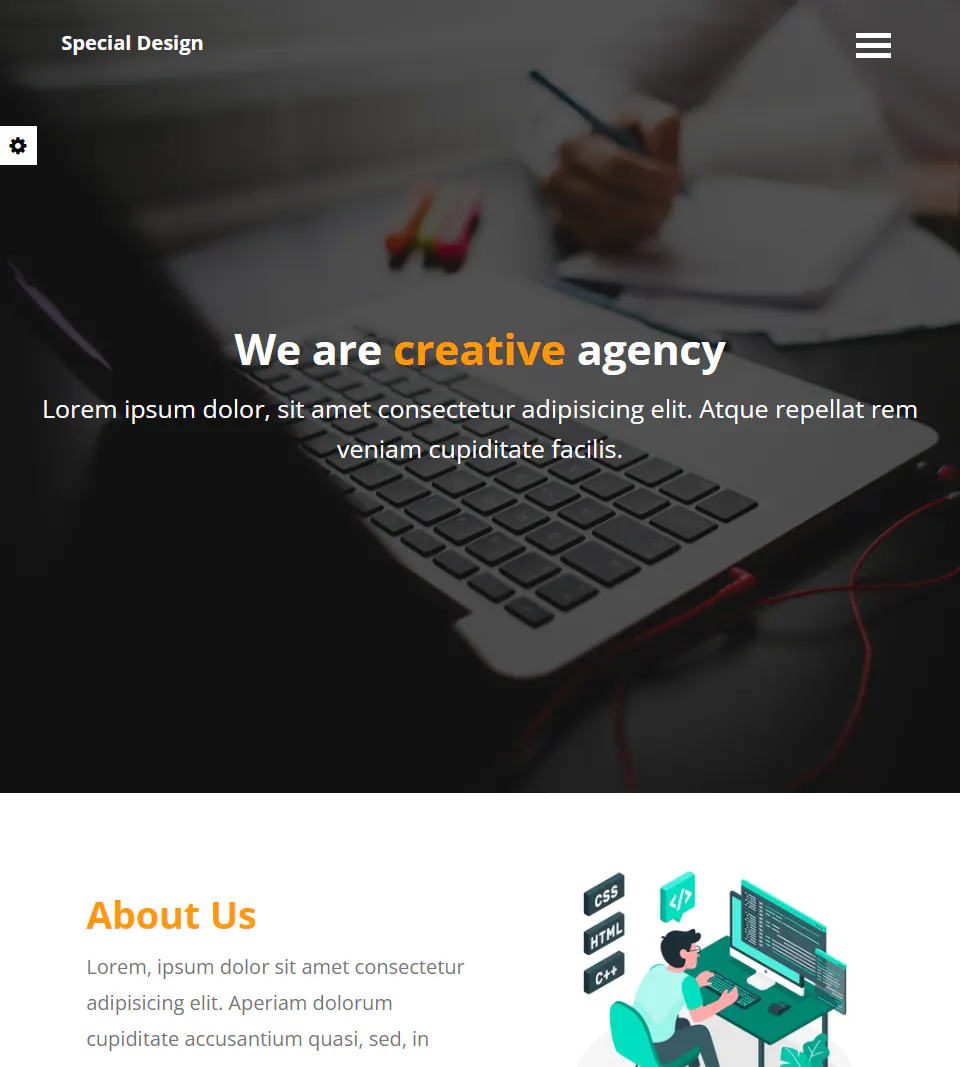 Special Design
We are creative agency
Lorem ipsum dolor, sit amet consectetur adipisicing elit. Atque repellat rem
veniam cupiditate facilis.
About Us
Lorem, ipsum dolor sit amet consectetur
adipisicing elit. Aperiam dolorum
cupiditate accusantium quasi, sed, in
CSS
</>
HTML
C++